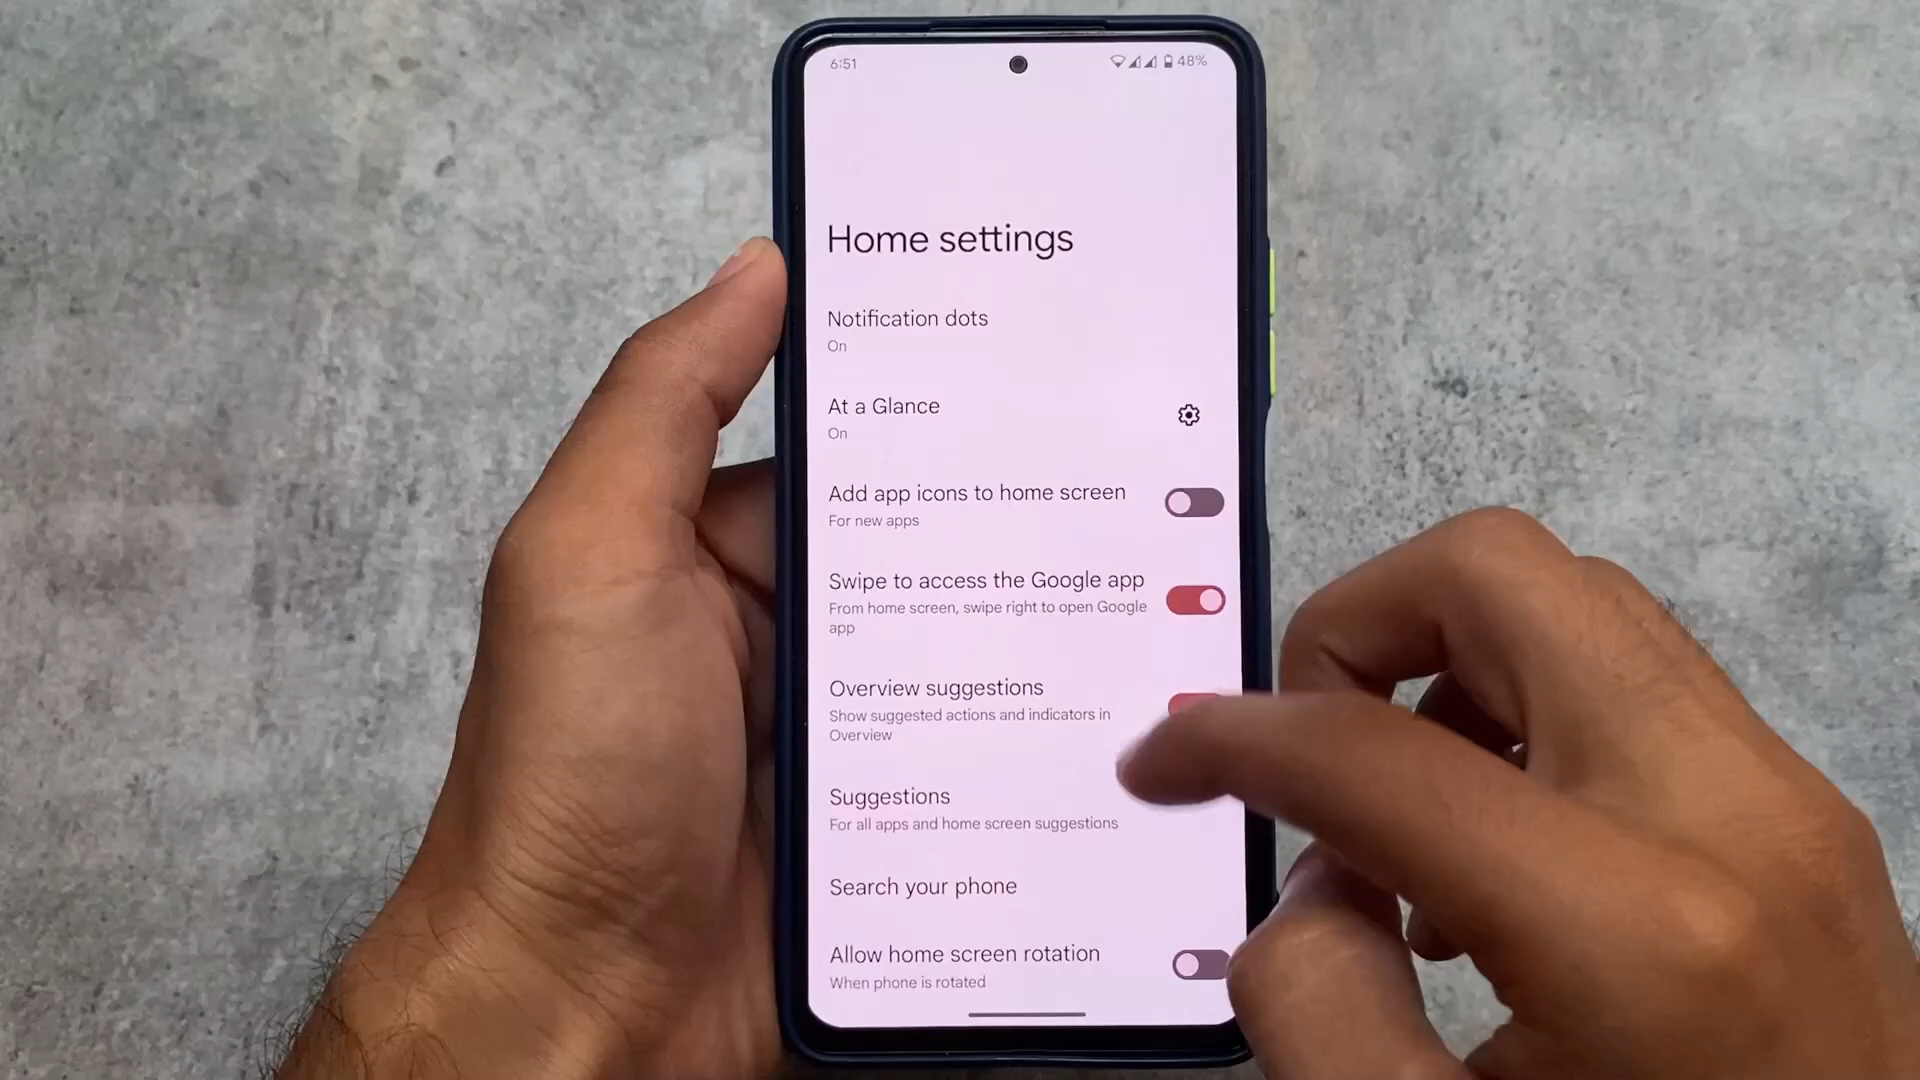 6:51
48%
Home settings
Notification dots
On
At a Glance
On
Add app icons to home screen
For new apps
Swipe to access the Google app
From home screen, swipe right to open Google
app
Overview suggestions
Show suggested actions and indicators in
Overview
Suggestions
For all apps and home screen suggestions
Search your phone
Allow home screen rotation
When phone is rotated